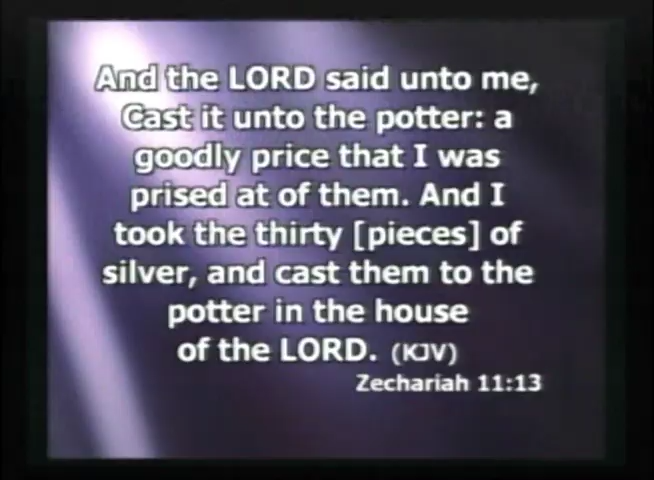 And the LORD said unto me,
Cast it unto the potter: a
goodly price that I was
prised at of them. And I
took the thirty [pieces] of
silver, and cast them to the
potter in the house
of the LORD. (KJV)
Zechariah 11:13